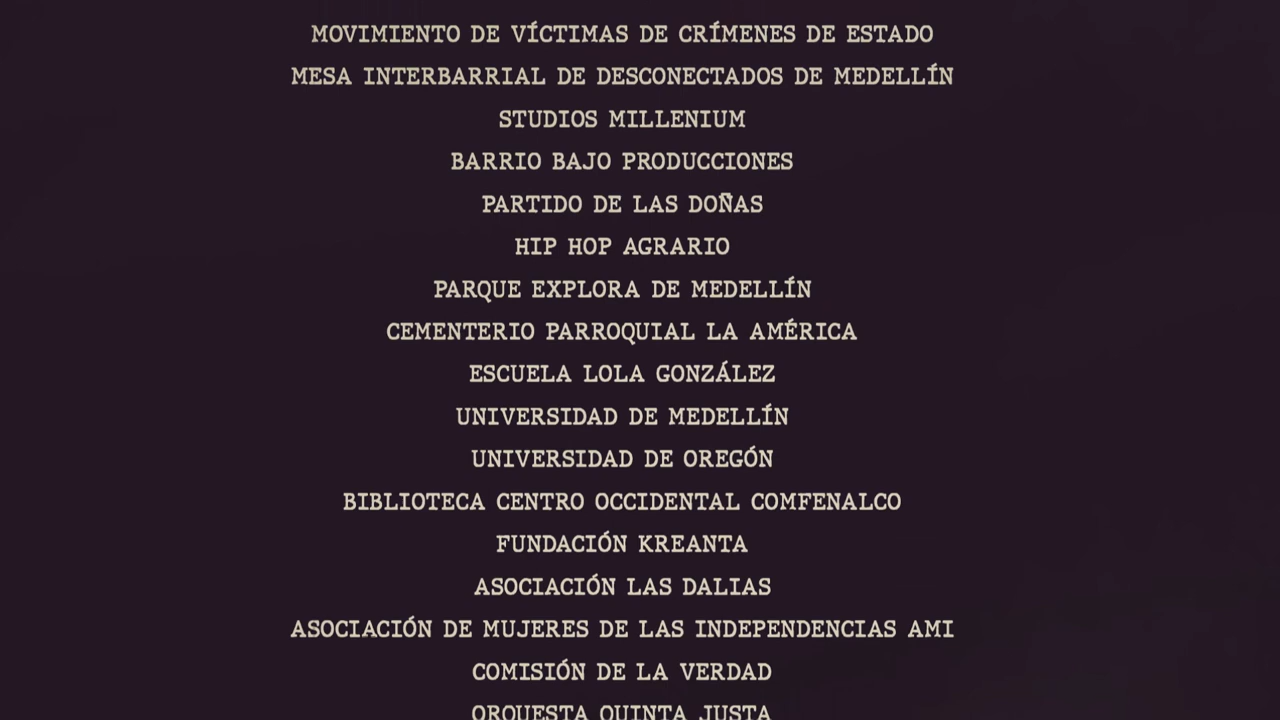 MOVIMIENTO DE VÍCTIMAS DE CRÍMENES DE ESTADO
MESA INTERBARRIAL DE DESCONECTADOS DE MEDELLÍN
STUDIOS MILLENIUM
BARRIO BAJO PRODUCCIONES
PARTIDO DE LAS DOÑAS
HIP HOP AGRARIO
PARQUE EXPLORA DE MEDELLÍN
CEMENTERIO PARROQUIAL LA AMÉRICA
ESCUELA LOLA GONZÁLEZ
UNIVERSIDAD DE MEDELLÍN
UNIVERSIDAD DE OREGÓN
BIBLIOTECA CENTRO OCCIDENTAL COMFENALCO
FUNDACIÓN KREANTA
ASOCIACIÓN LAS DALIAS
ASOCIACIÓN DE MUJERES DE LAS INDEPENDENCIAS AMI
COMISIÓN DE LA VERDAD
ORQUESTA QUINTA JUSTA